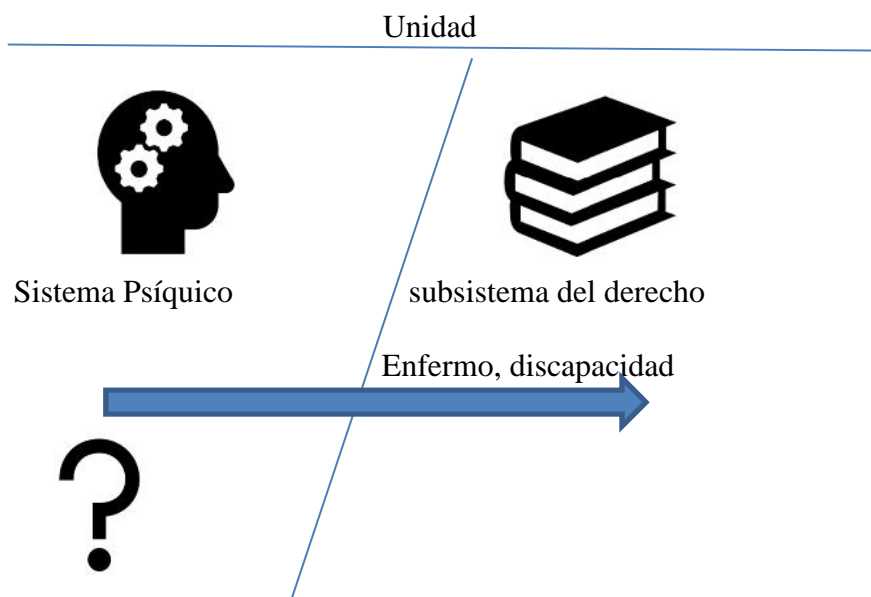 Unidad
Sistema Psíquico
subsistema del derecho
Enfermo, discapacidad
?